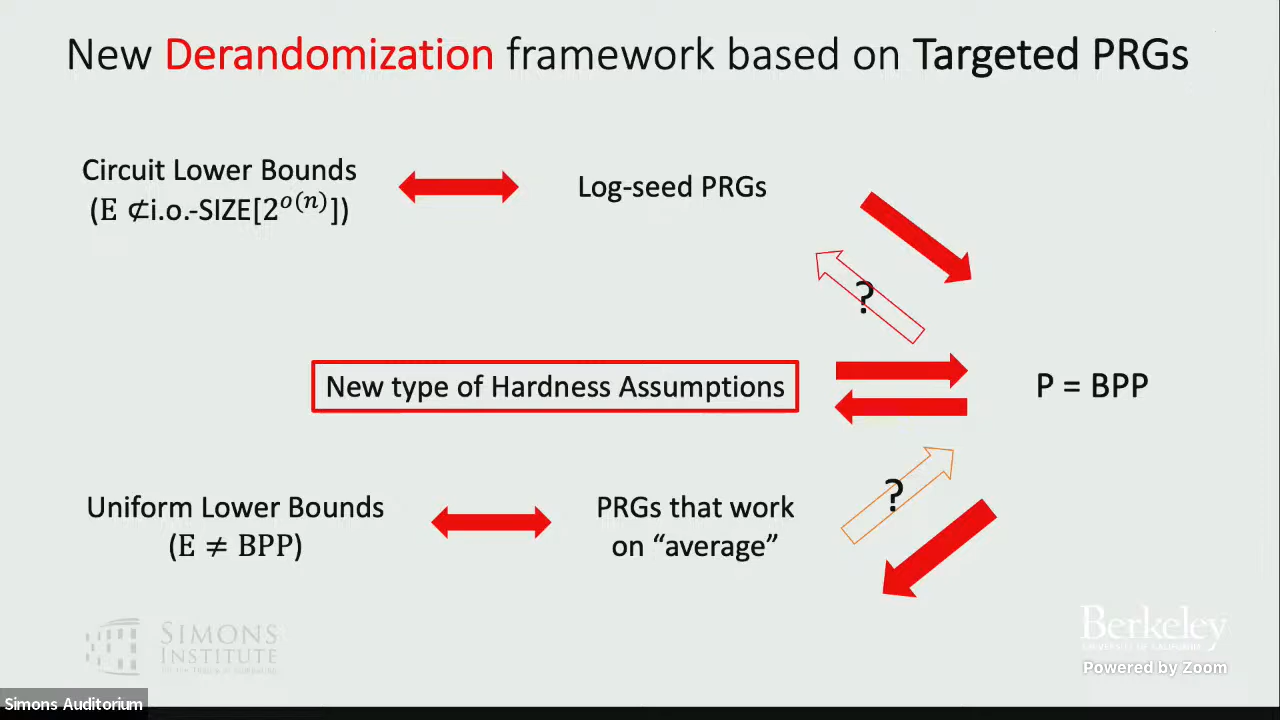 New Derandomization framework based on Targeted PRGs
Circuit Lower Bounds
(E ⊄i.o.-SIZE[2^{o(n)}])
Log-seed PRGs
?
New type of Hardness Assumptions
P = BPP
Uniform Lower Bounds
(E ≠ BPP)
PRGs that work
on “average”
?
SIMONS
INSTITUTE
Berkeley
Powered by Zoom
Simons Auditorium